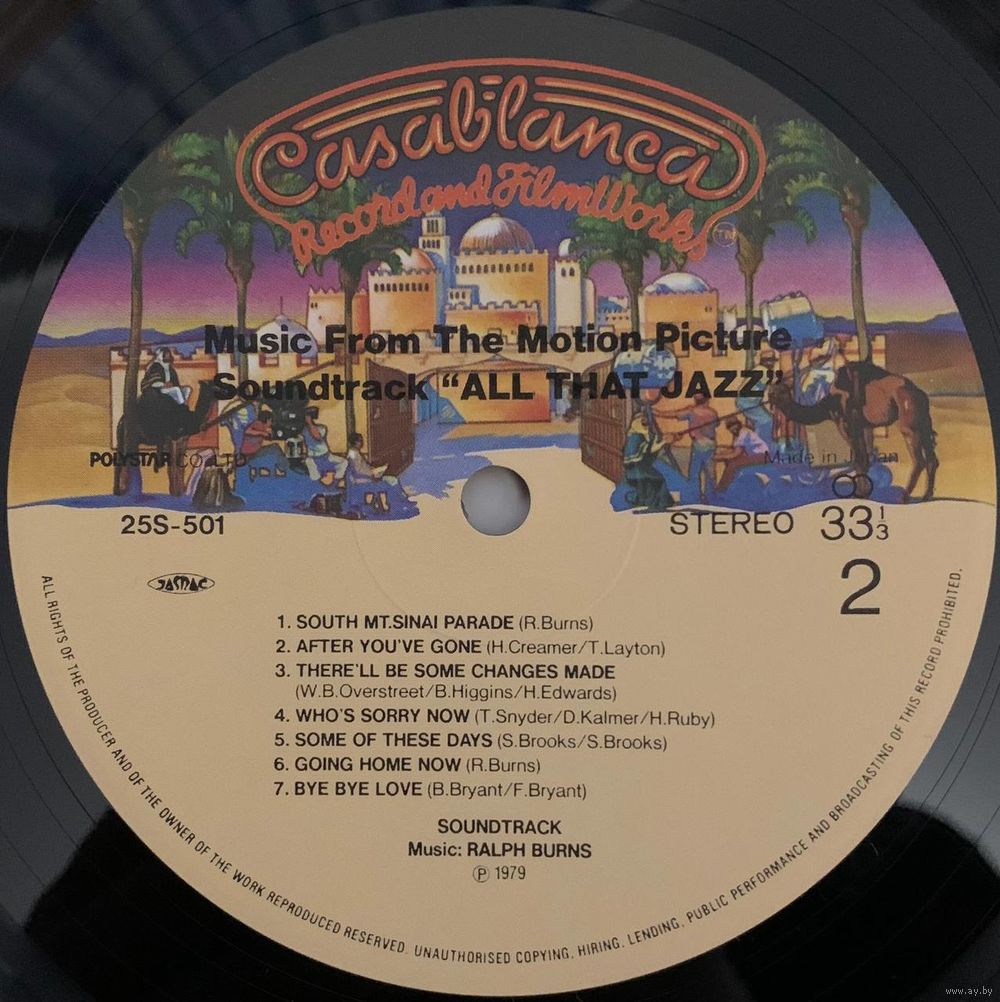 Casablanca
Record and FilmWorks
TM
Music From The Motion Picture
Soundtrack “ALL THAT JAZZ”
POLYSTAR CO., LTD.
Made in Japan
25S-501
STEREO 33 1/3
JASRAC
2
1. SOUTH MT.SINAI PARADE (R.Burns)
2. AFTER YOU'VE GONE (H.Creamer/T.Layton)
3. THERE'LL BE SOME CHANGES MADE
(W.B.Overstreet/B.Higgins/H.Edwards)
4. WHO'S SORRY NOW (T.Snyder/D.Kalmer/H.Ruby)
5. SOME OF THESE DAYS (S.Brooks/S.Brooks)
6. GOING HOME NOW (R.Burns)
7. BYE BYE LOVE (B.Bryant/F.Bryant)
SOUNDTRACK
Music: RALPH BURNS
Ⓟ 1979
ALL RIGHTS OF THE PRODUCER AND OF THE OWNER OF THE WORK REPRODUCED RESERVED. UNAUTHORISED COPYING, HIRING, LENDING, PUBLIC PERFORMANCE AND BROADCASTING OF THIS RECORD PROHIBITED.
www.ay.by